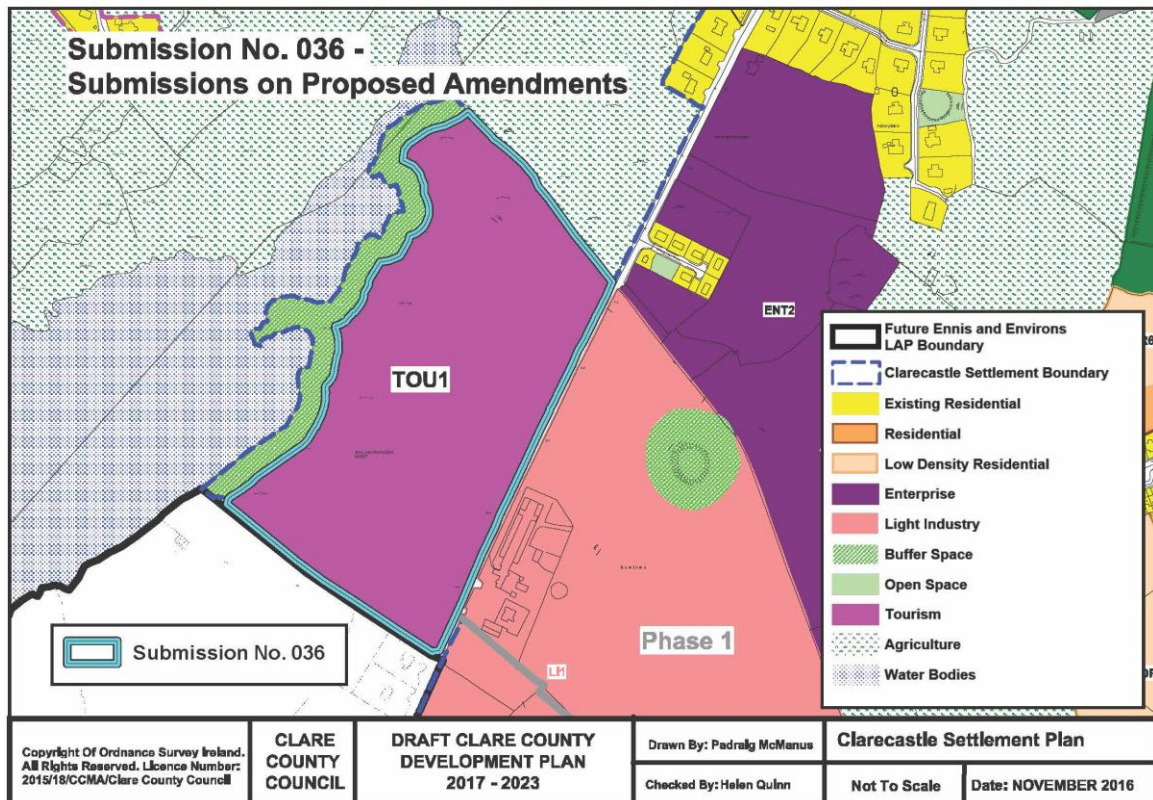 Submission No. 036 -
Submissions on Proposed Amendments
TOU1
ENT2
Phase 1
LI1
Submission No. 036
Future Ennis and Environs
LAP Boundary
Clarecastle Settlement Boundary
Existing Residential
Residential
Low Density Residential
Enterprise
Light Industry
Buffer Space
Open Space
Tourism
Agriculture
Water Bodies
Copyright Of Ordnance Survey Ireland.
All Rights Reserved. Licence Number:
2015/18/CCMA/Clare County Council
CLARE
COUNTY
COUNCIL
DRAFT CLARE COUNTY
DEVELOPMENT PLAN
2017 - 2023
Drawn By: Padraig McManus
Checked By: Helen Quinn
Clarecastle Settlement Plan
Not To Scale
Date: NOVEMBER 2016